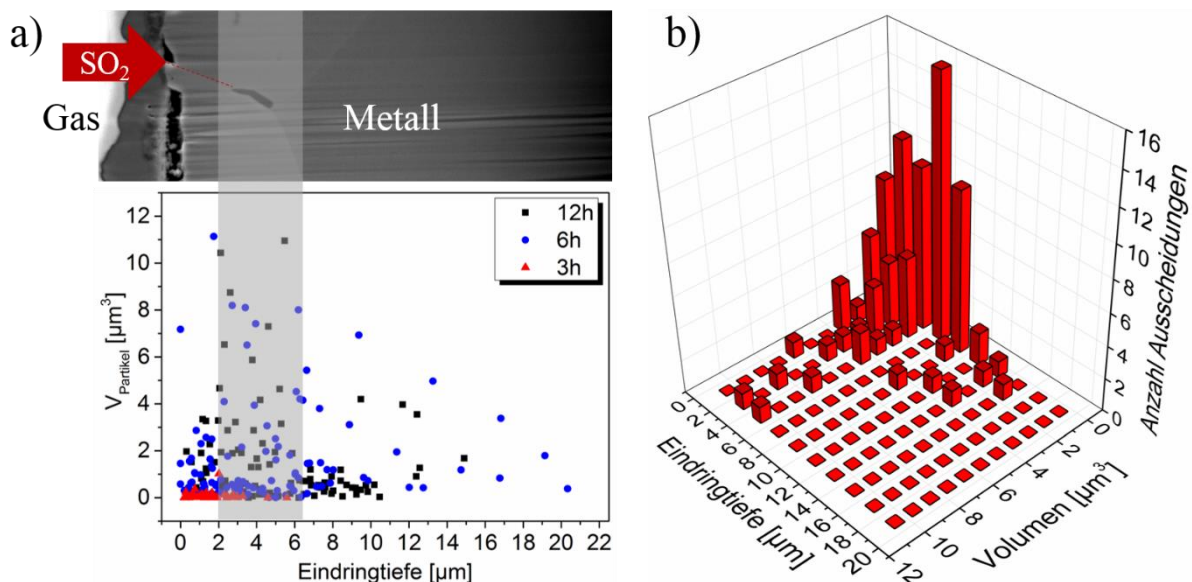 a)
SO₂
Gas
Metall
V_Partikel [µm³]
12
10
8
6
4
2
0
12h
6h
3h
0 2 4 6 8 10 12 14 16 18 20 22
Eindringtiefe [µm]
b)
16
14
12
10
8
6
4
2
0
Anzahl Ausscheidungen
0 2 4 6 8 10 12 14 16 18 20
Eindringtiefe [µm]
0
2
4
6
8
10
12
Volumen [µm³]